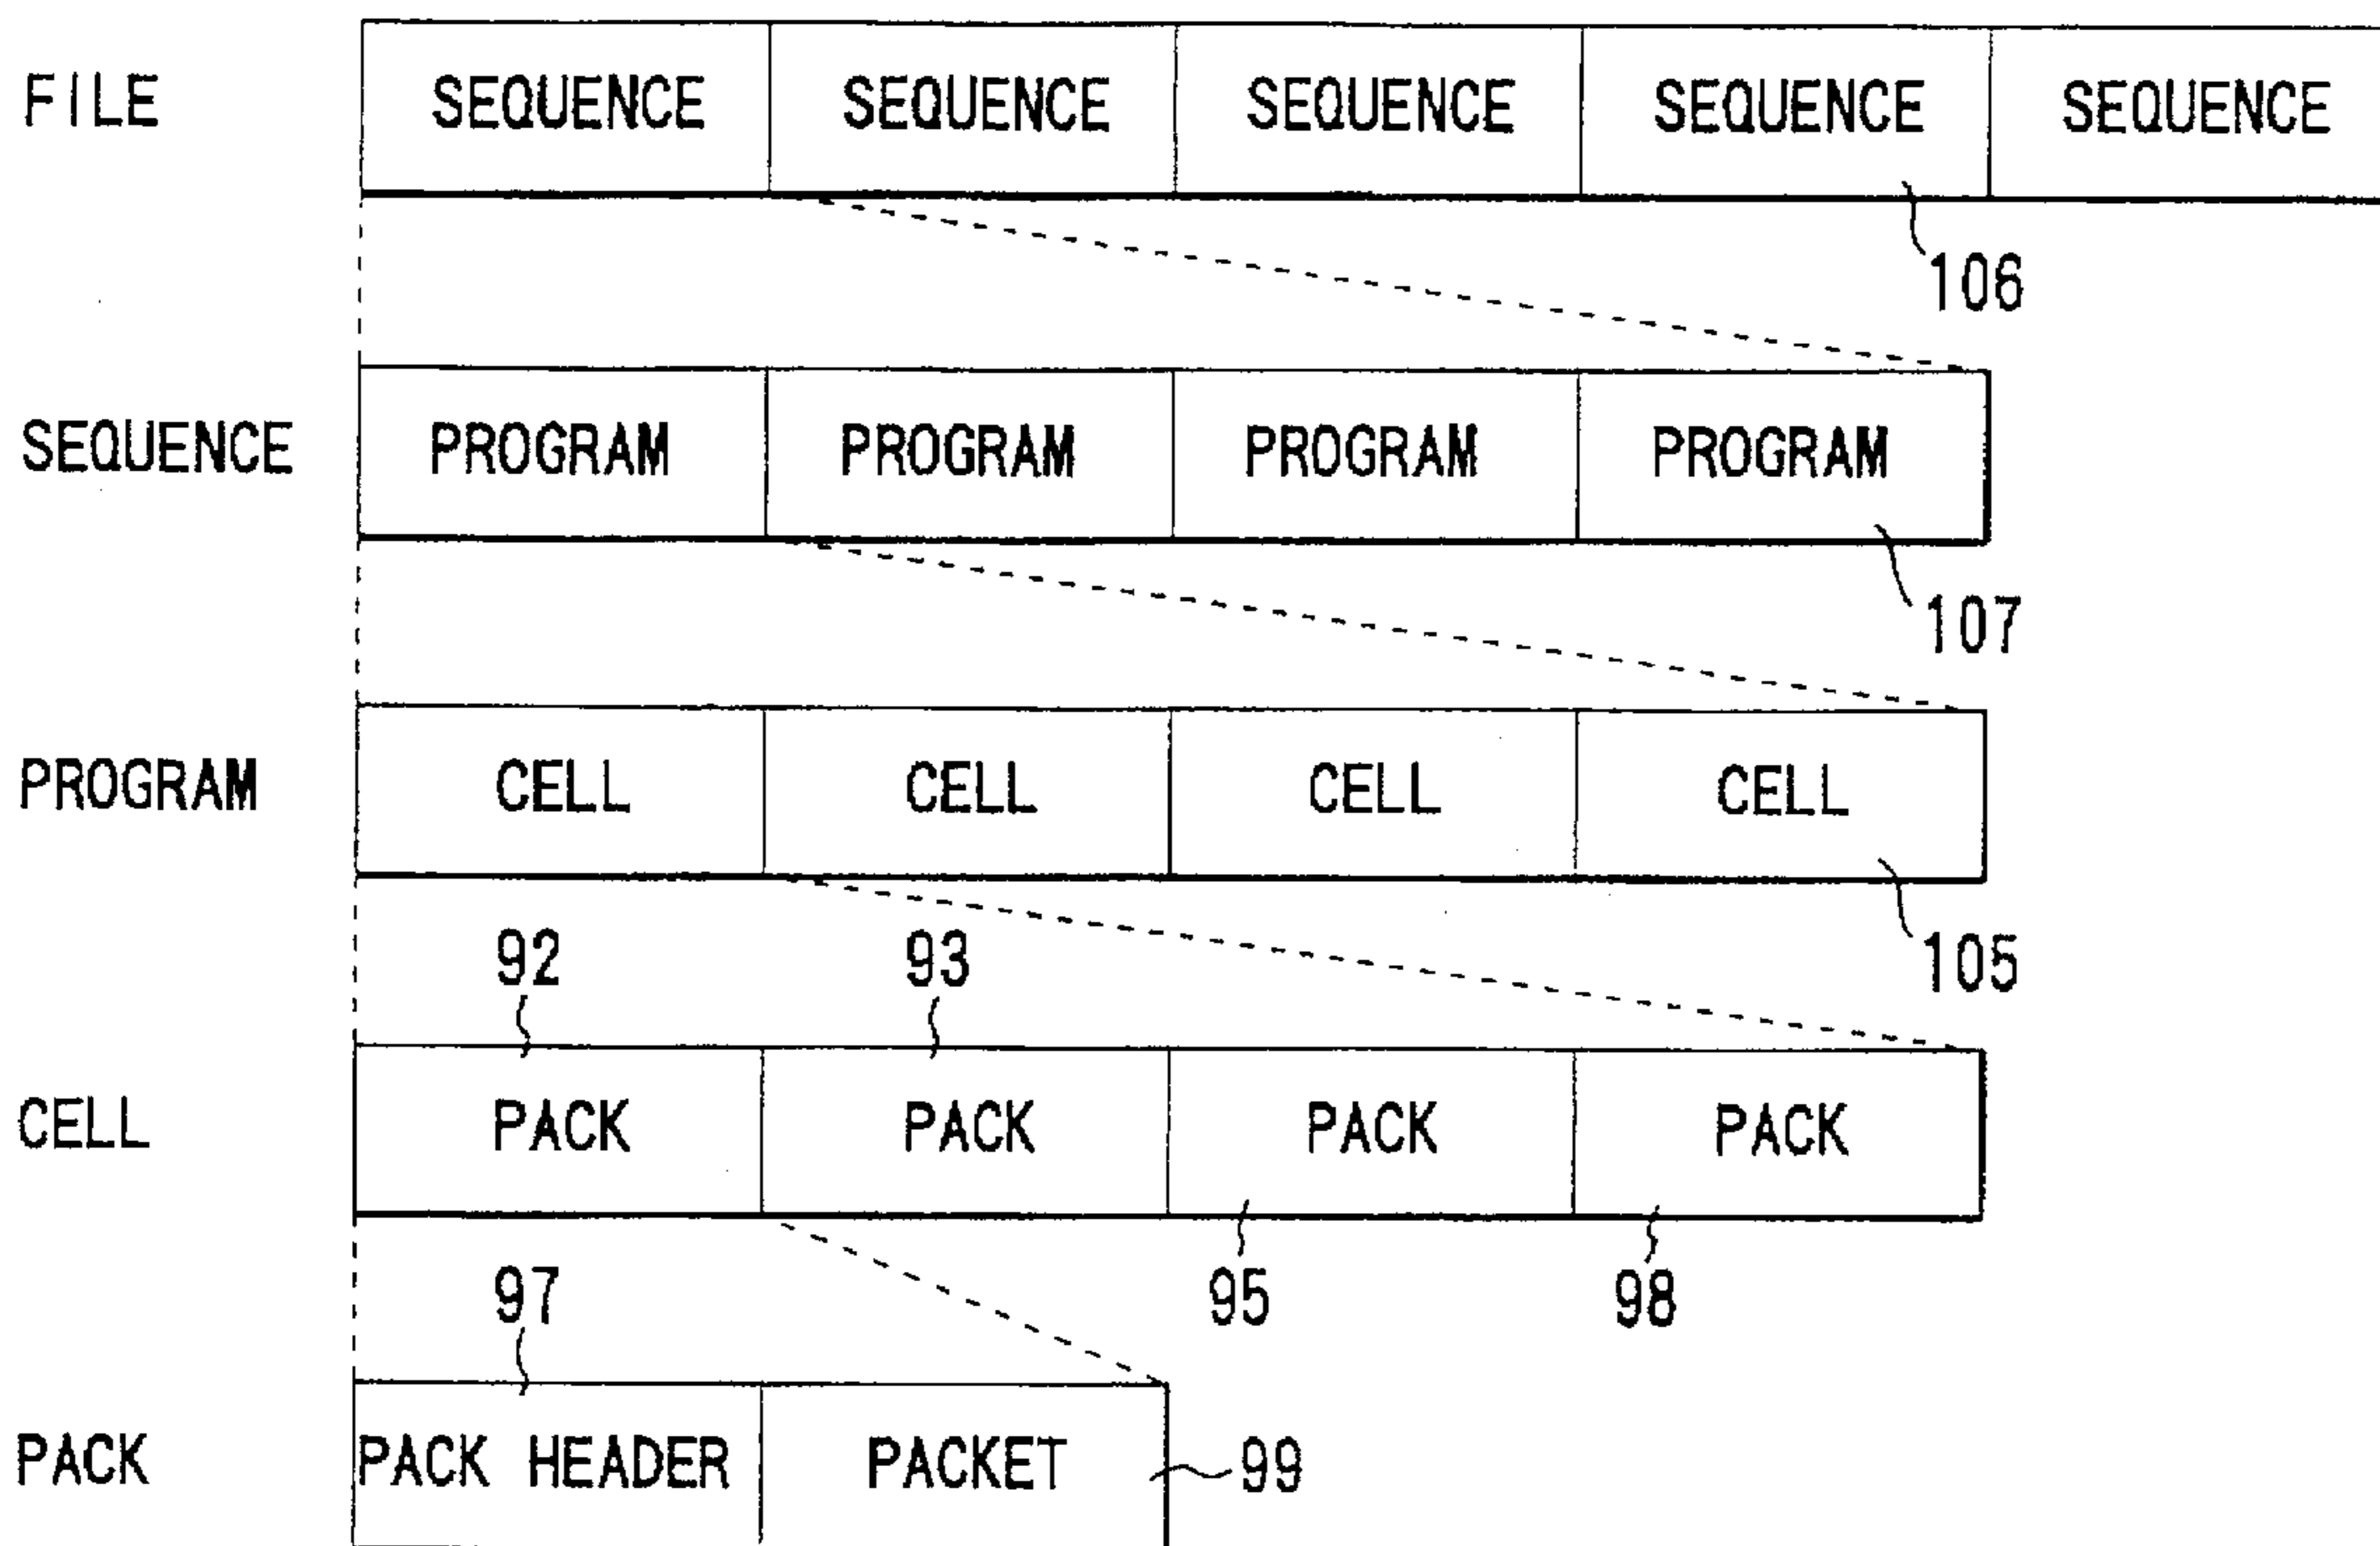 FILE SEQUENCE SEQUENCE SEQUENCE SEQUENCE SEQUENCE
106
SEQUENCE PROGRAM PROGRAM PROGRAM PROGRAM
107
PROGRAM CELL CELL CELL CELL
92 93 105
CELL PACK PACK PACK PACK
97 95 98
PACK PACK HEADER PACKET 99